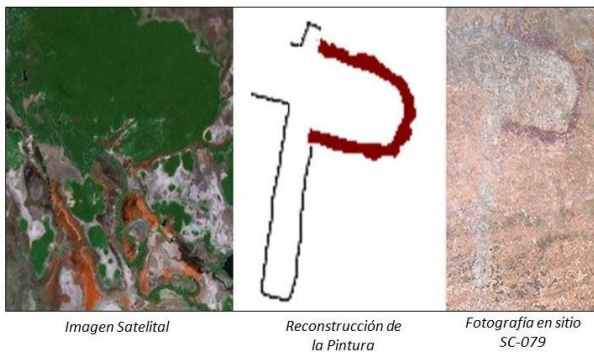 Imagen Satelital
Reconstrucción de
la Pintura
Fotografía en sitio
SC-079